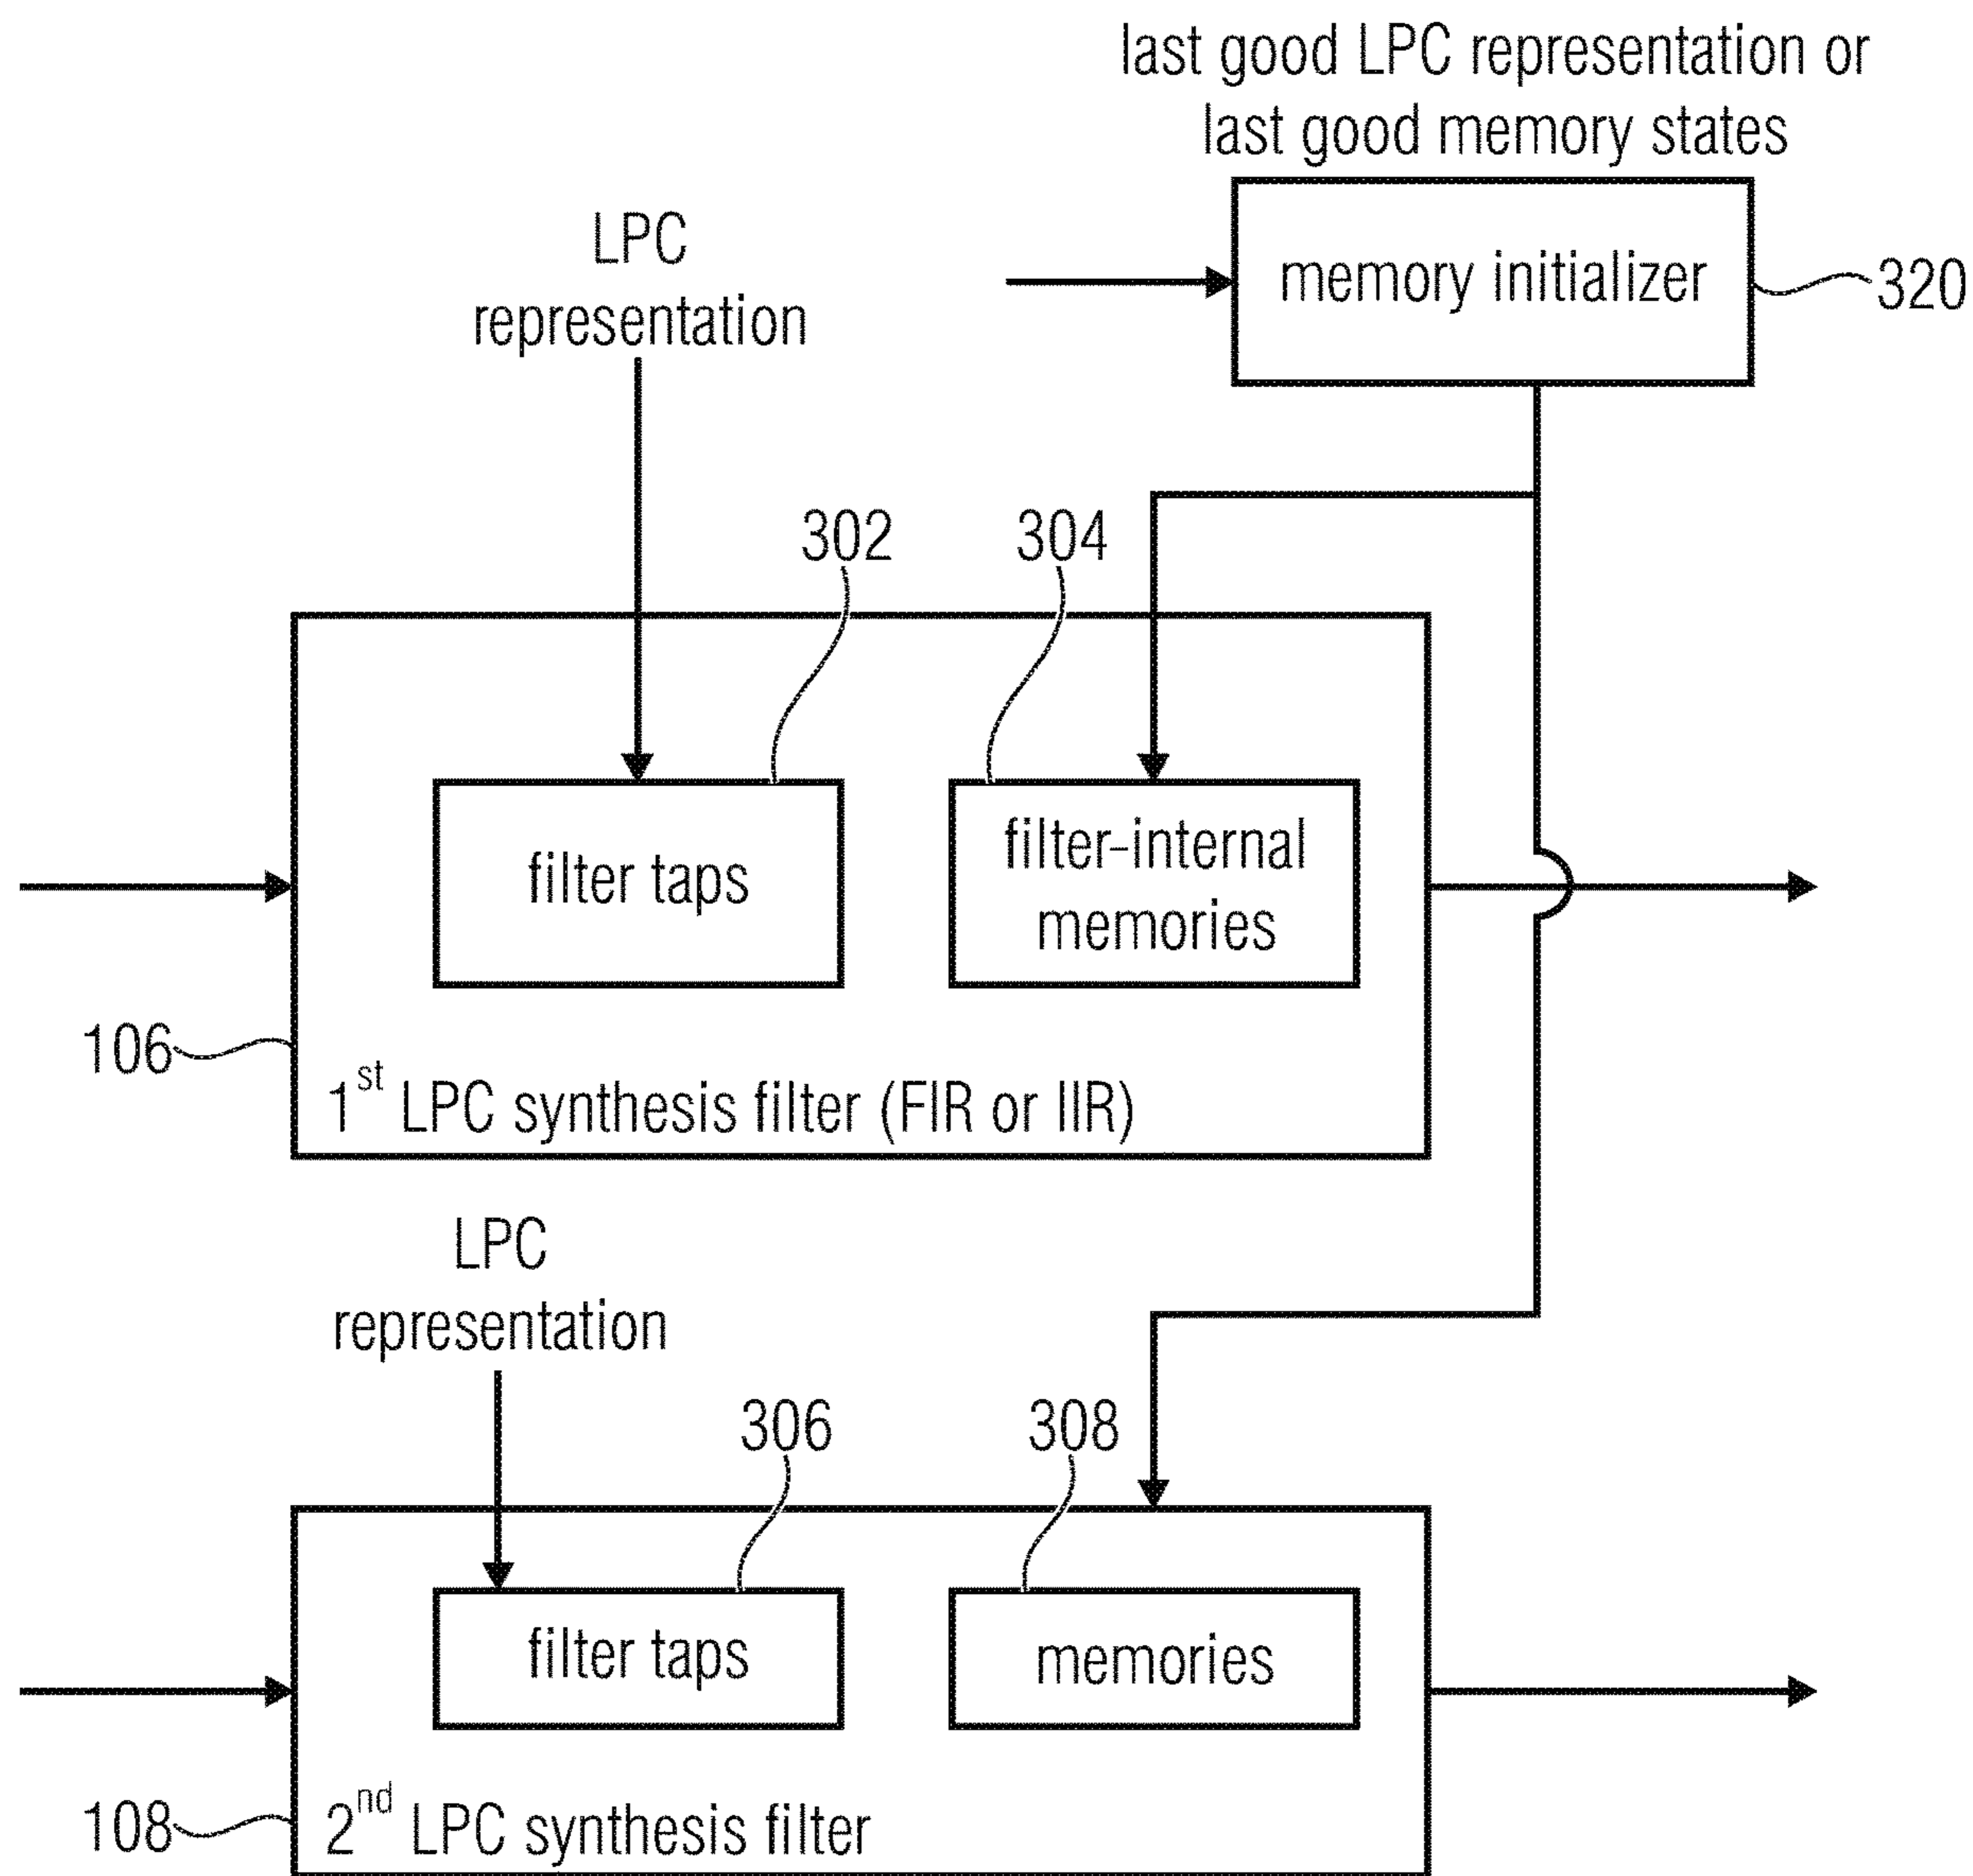 last good LPC representation or
last good memory states
memory initializer
320
LPC
representation
302
304
filter taps
filter-internal
memories
106
1st LPC synthesis filter (FIR or IIR)
LPC
representation
306
308
filter taps
memories
108
2nd LPC synthesis filter